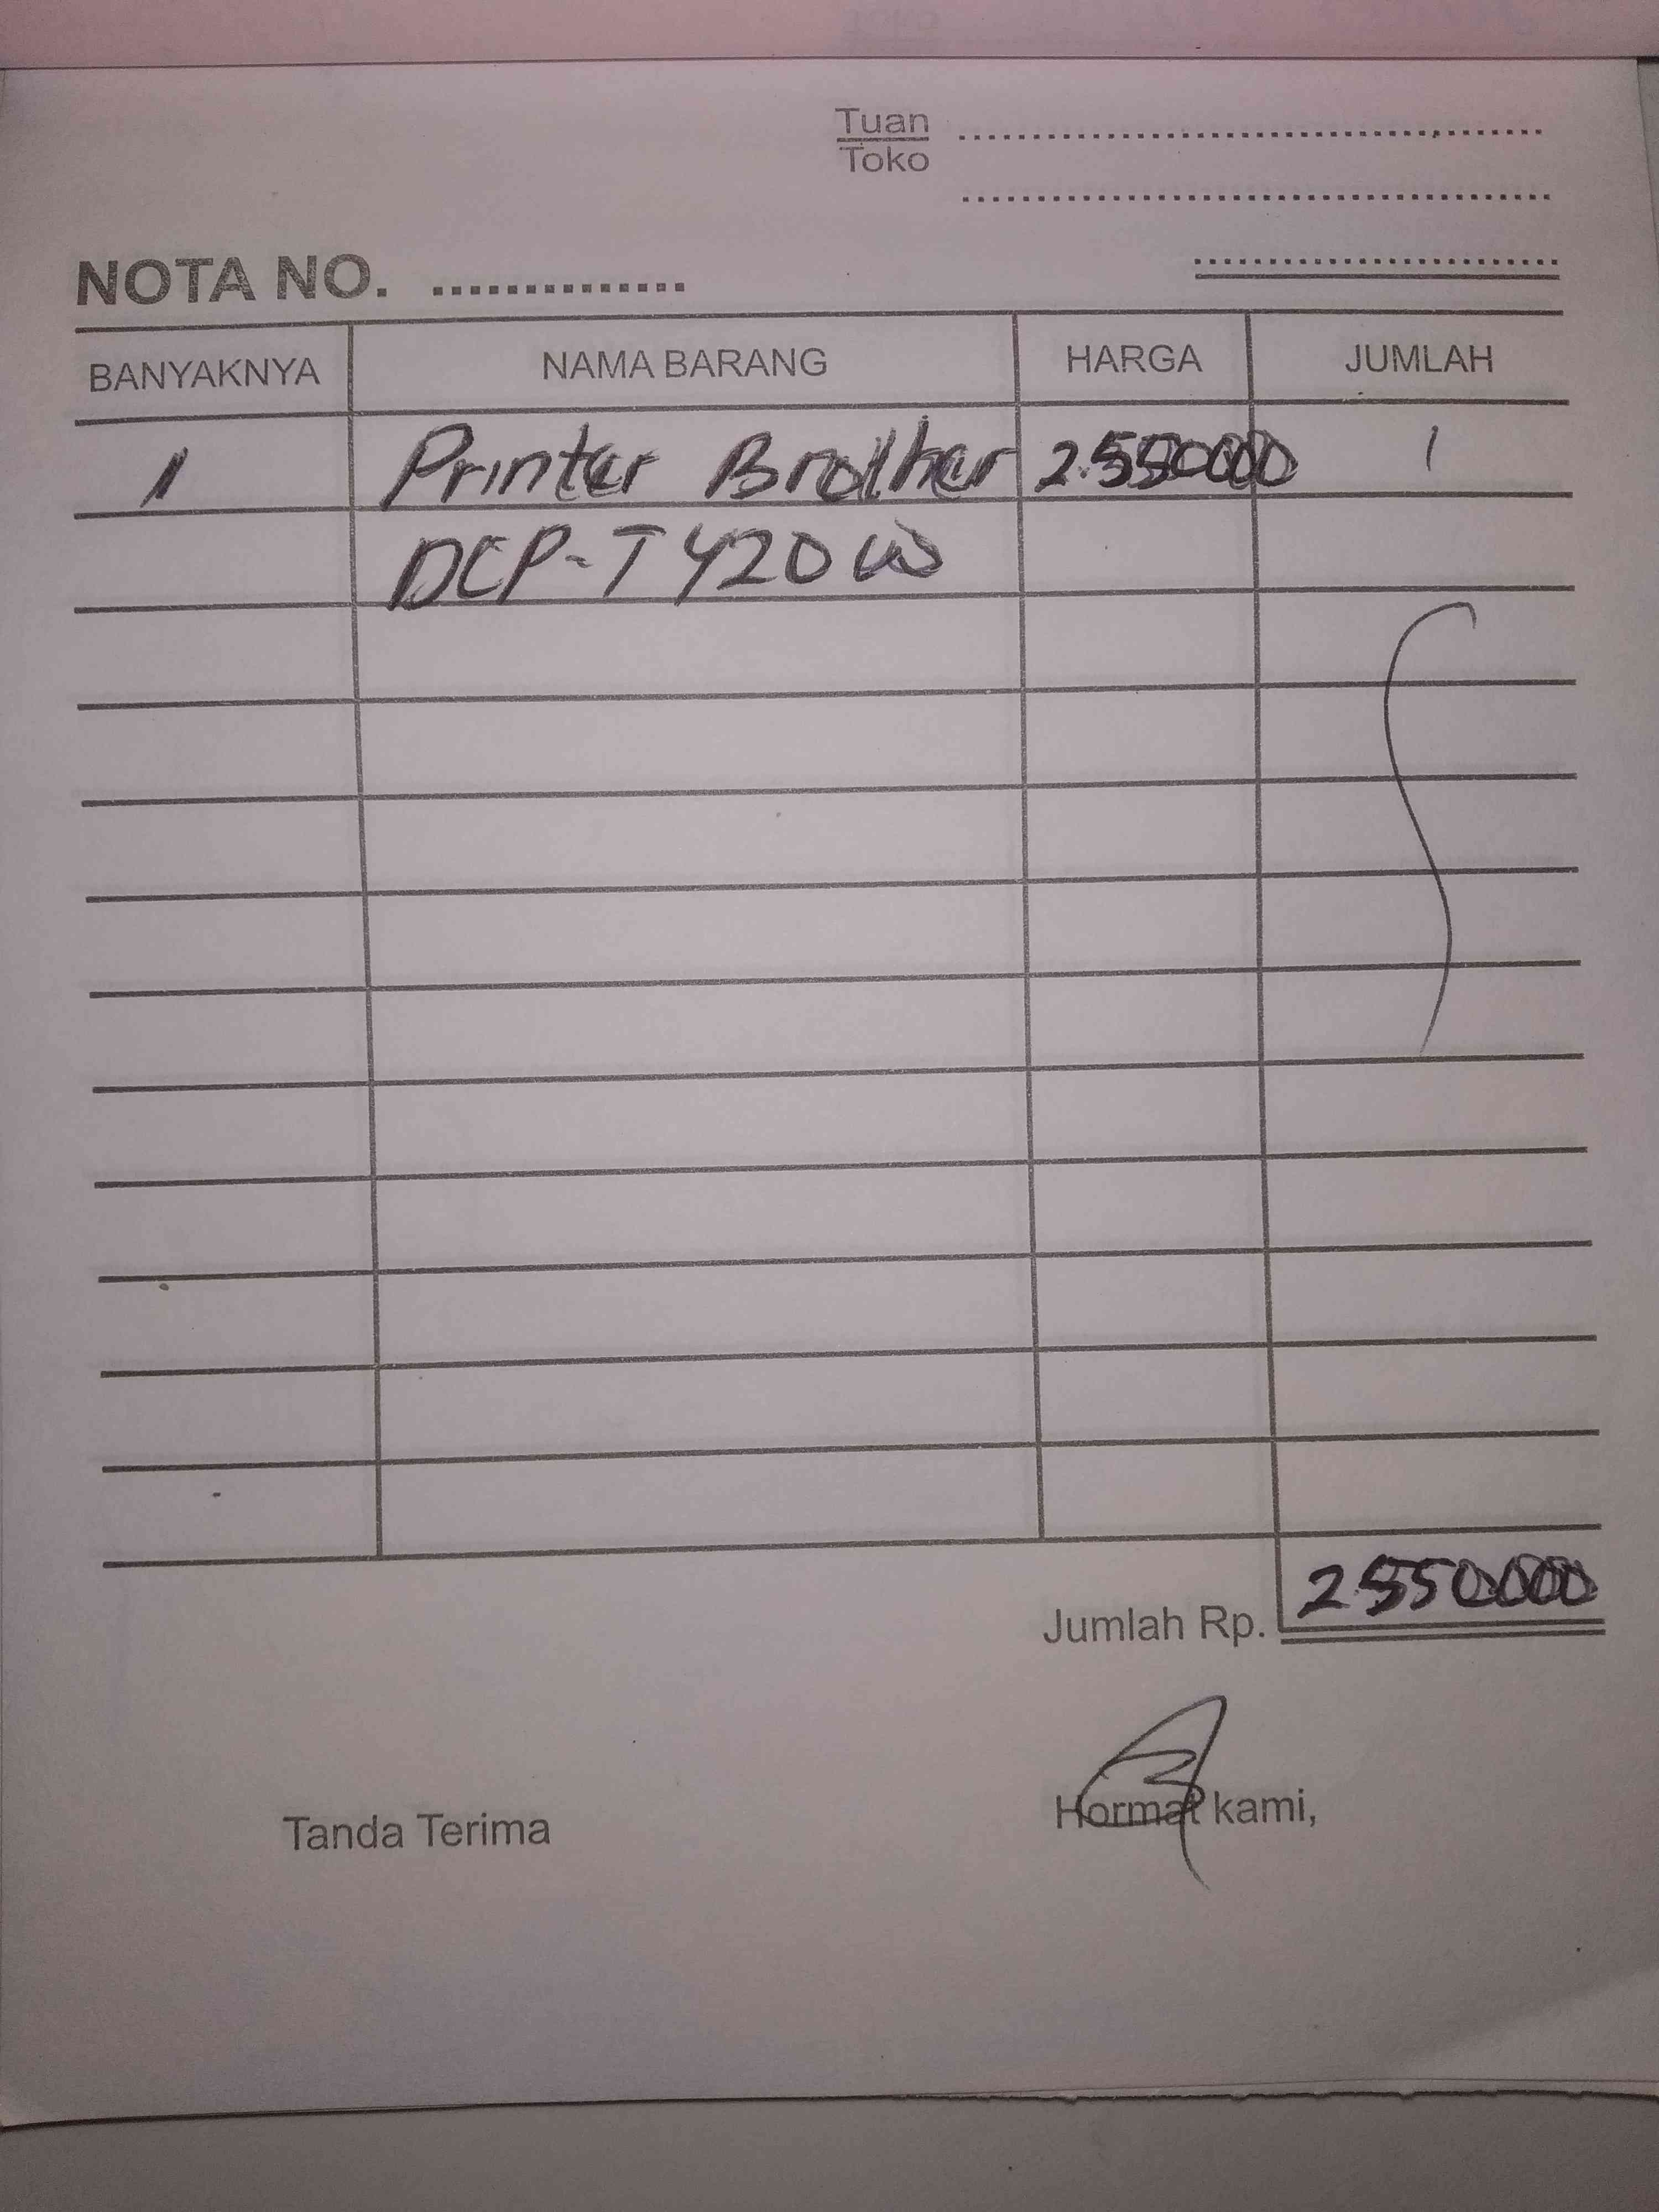 Tuan
Toko
NOTA NO. ..............
BANYAKNYA NAMA BARANG HARGA JUMLAH
1 Printer Brother 2.550000 1
DCP-T420W
Jumlah Rp. 2550000
Tanda Terima Hormat kami,